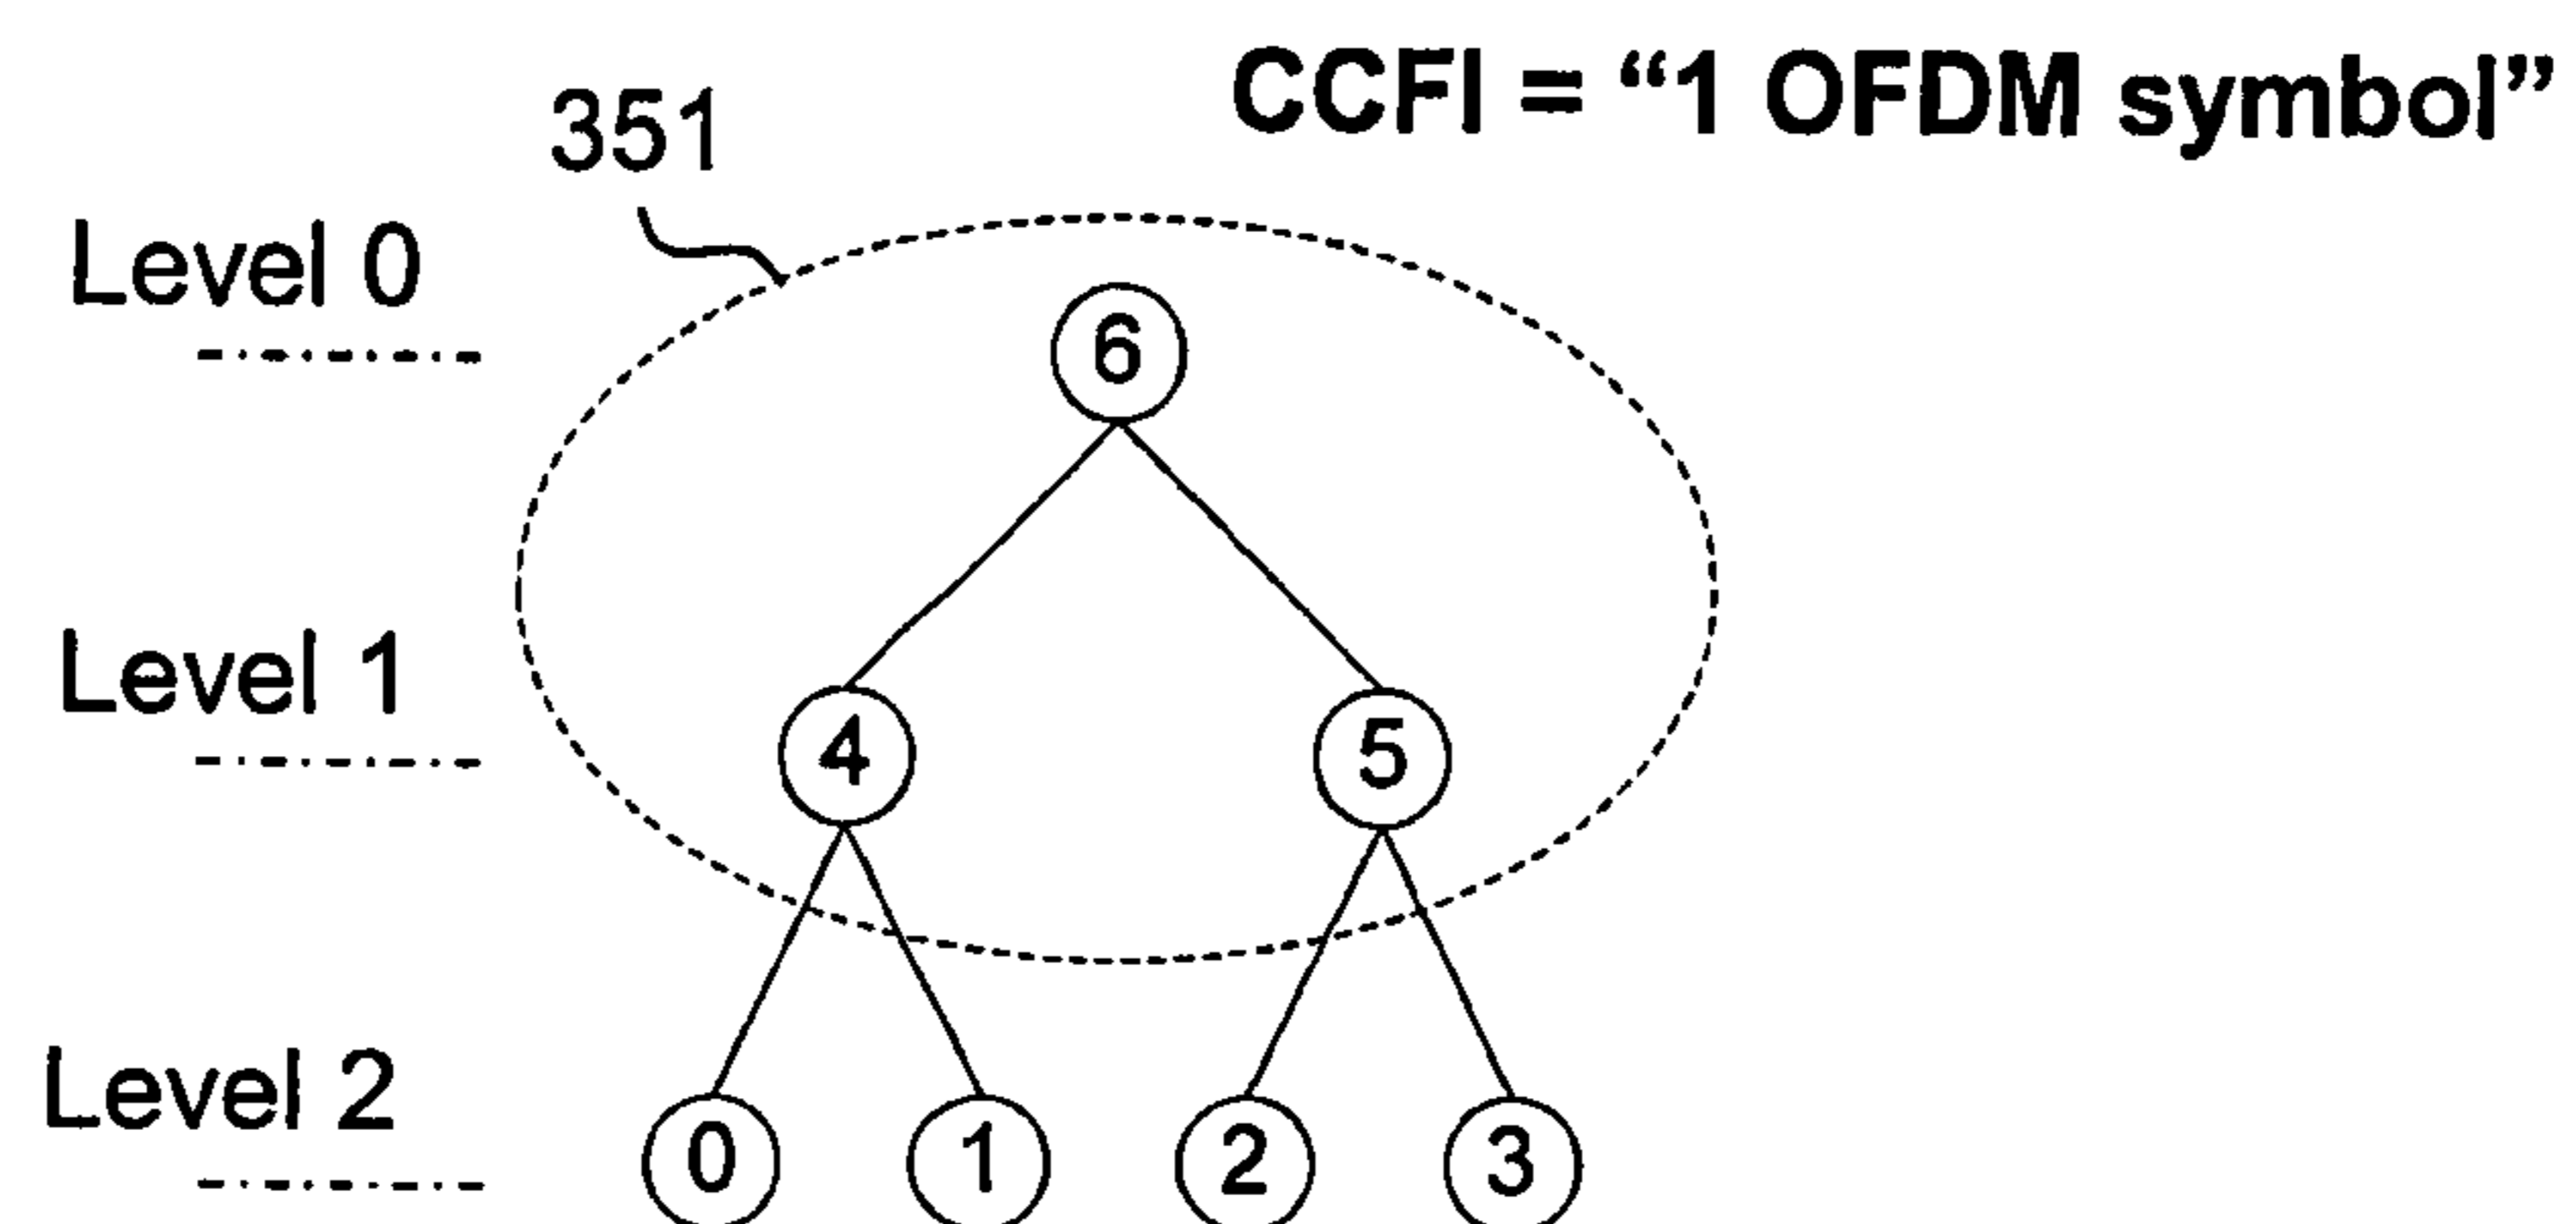 CCFI = “1 OFDM symbol”
351
Level 0
6
Level 1
4 5
Level 2
0 1 2 3